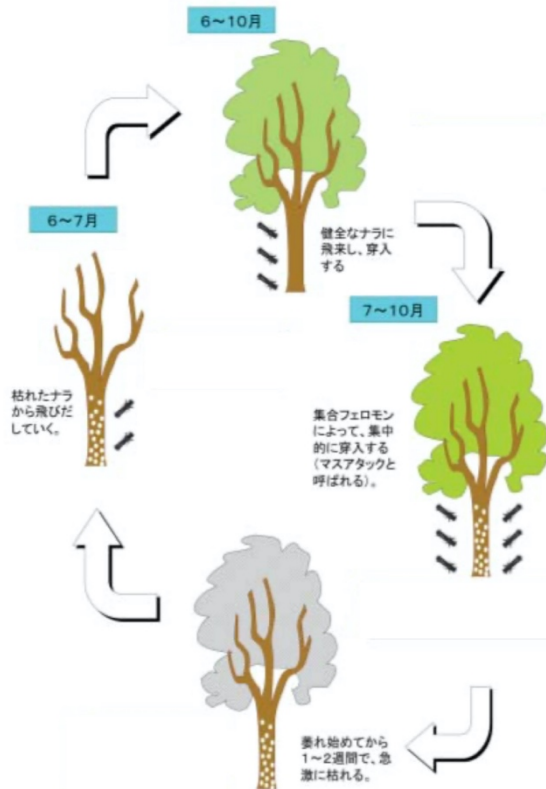 6～10月
健全なナラに
飛来し、穿入
する
7～10月
集合フェロモン
によって、集中
的に穿入する
（マスアタックと
呼ばれる）。
萎れ始めてから
1～2週間で、急
激に枯れる。
6～7月
枯れたナラ
から飛びだ
していく。